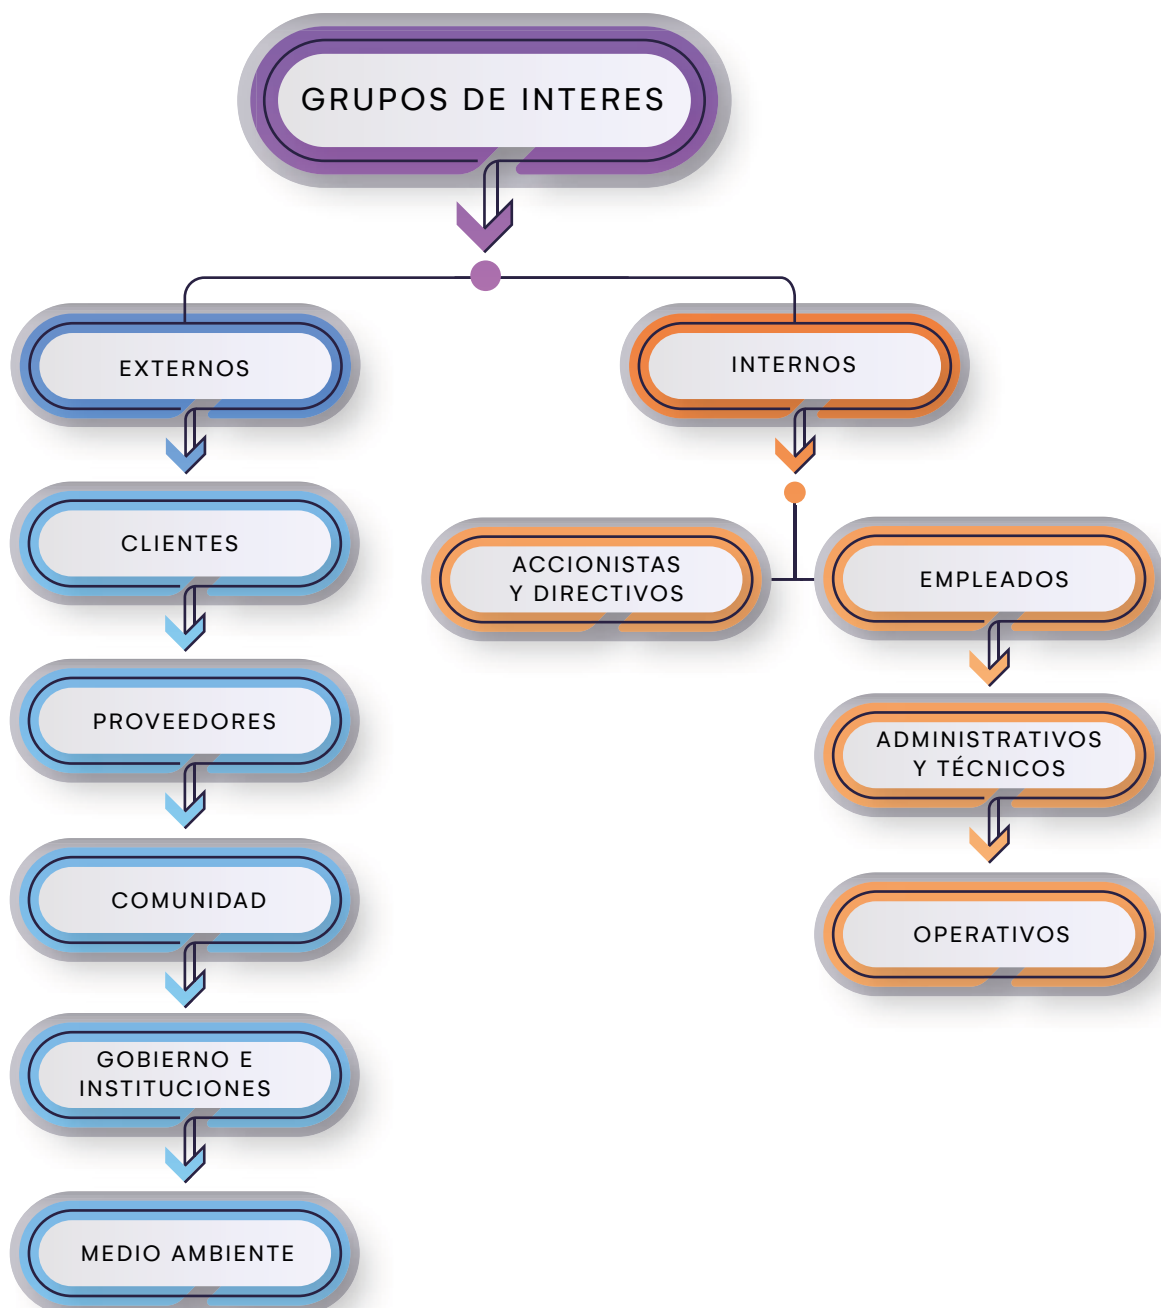 GRUPOS DE INTERES
EXTERNOS
CLIENTES
PROVEEDORES
COMUNIDAD
GOBIERNO E
INSTITUCIONES
MEDIO AMBIENTE
INTERNOS
ACCIONISTAS
Y DIRECTIVOS
EMPLEADOS
ADMINISTRATIVOS
Y TÉCNICOS
OPERATIVOS